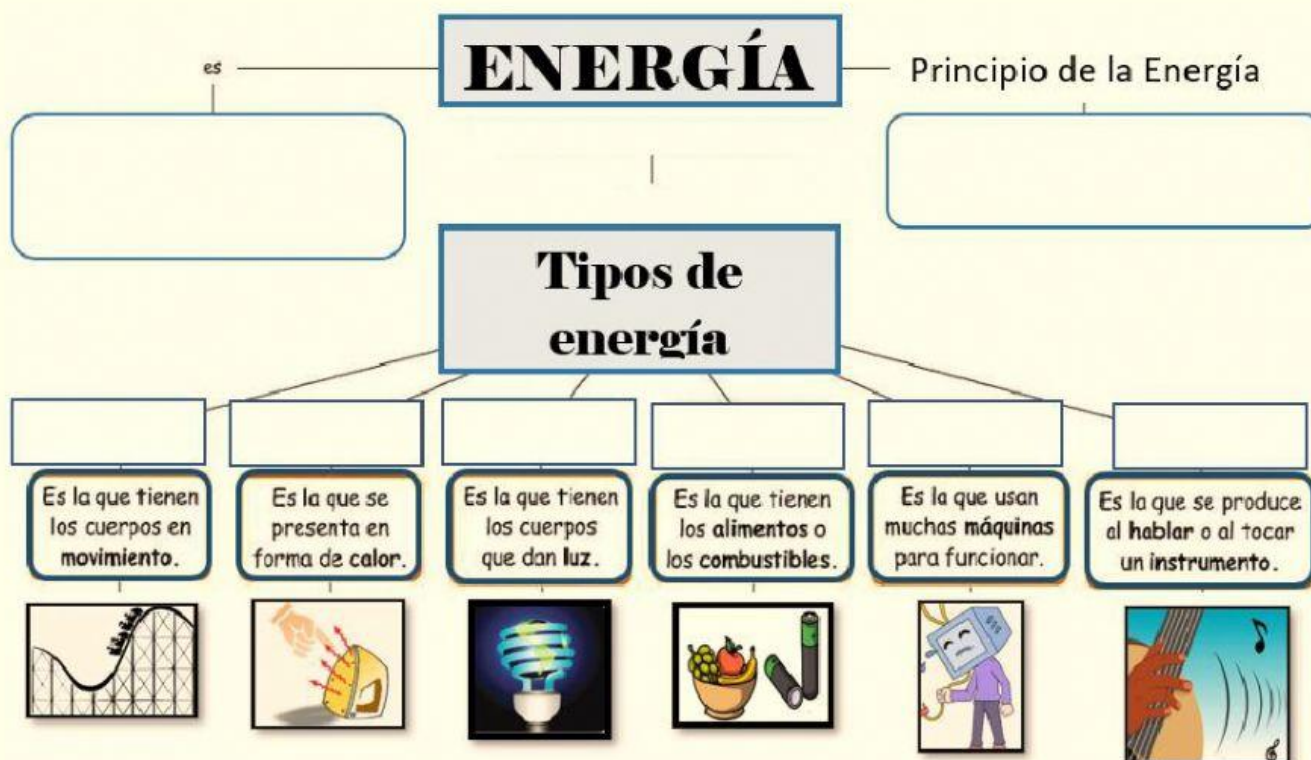 ENERGÍA
es
Principio de la Energía
Tipos de
energía
Es la que tienen
los cuerpos en
movimiento.
Es la que se
presenta en
forma de calor.
Es la que tienen
los cuerpos
que dan luz.
Es la que tienen
los alimentos o
los combustibles.
Es la que usan
muchas máquinas
para funcionar.
Es la que se produce
al hablar o al tocar
un instrumento.